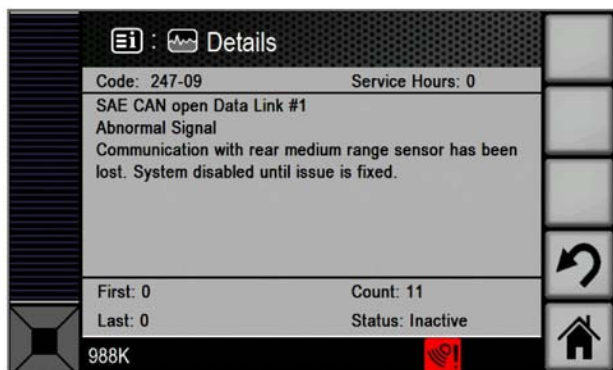 : Details
Code: 247-09 Service Hours: 0
SAE CAN open Data Link #1
Abnormal Signal
Communication with rear medium range sensor has been
lost. System disabled until issue is fixed.
First: 0 Count: 11
Last: 0 Status: Inactive
988K